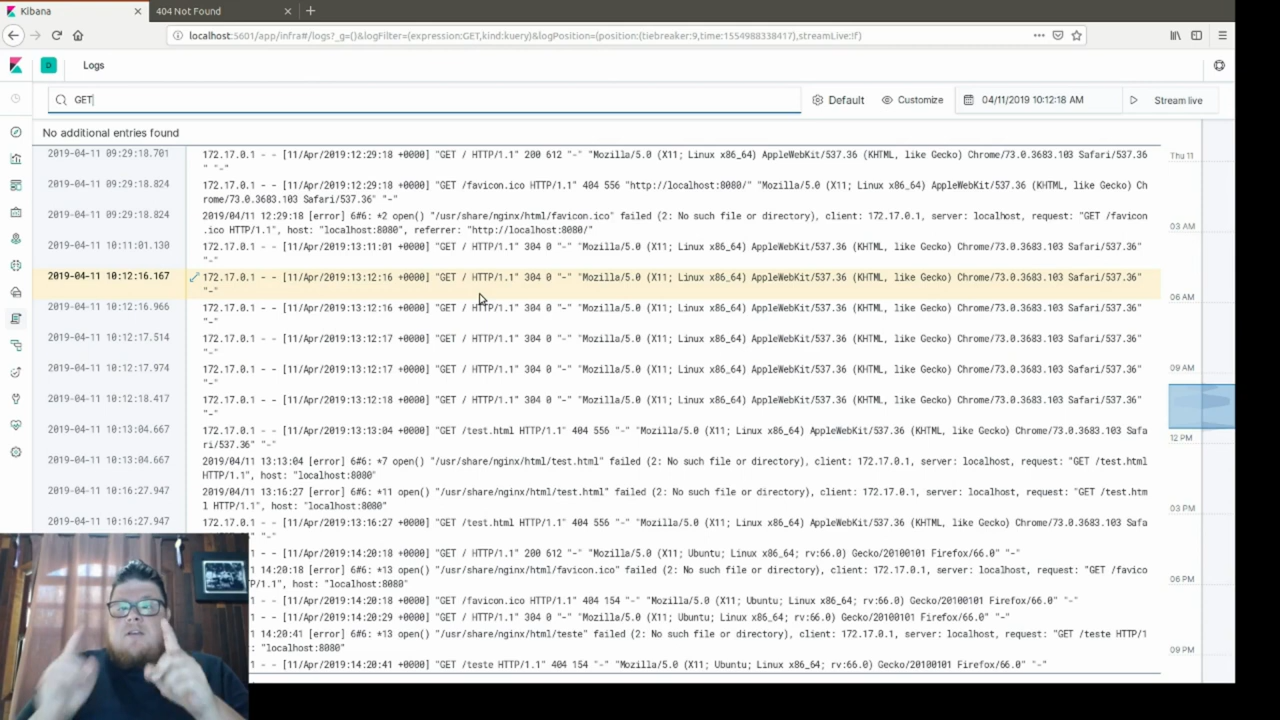 Kibana
404 Not Found
localhost:5601/app/infra#/logs?_g=()&logFilter=(expression:GET,kind:kuery)&logPosition=(position:(tiebreaker:9,time:1554988338417),streamLive:!f)
D Logs
GET Default Customize 04/11/2019 10:12:18 AM Stream live
No additional entries found
2019-04-11 09:29:18.701 172.17.0.1 - - [11/Apr/2019:12:29:18 +0000] "GET / HTTP/1.1" 200 612 "-" "Mozilla/5.0 (X11; Linux x86_64) AppleWebKit/537.36 (KHTML, like Gecko) Chrome/73.0.3683.103 Safari/537.36 Thu 11
" "-"
2019-04-11 09:29:18.824 172.17.0.1 - - [11/Apr/2019:12:29:18 +0000] "GET /favicon.ico HTTP/1.1" 404 556 "http://localhost:8080/" "Mozilla/5.0 (X11; Linux x86_64) AppleWebKit/537.36 (KHTML, like Gecko) Ch
rome/73.0.3683.103 Safari/537.36" "-"
2019-04-11 09:29:18.824 2019/04/11 12:29:18 [error] 6#6: *2 open() "/usr/share/nginx/html/favicon.ico" failed (2: No such file or directory), client: 172.17.0.1, server: localhost, request: "GET /favicon
.ico HTTP/1.1", host: "localhost:8080", referrer: "http://localhost:8080/" 03 AM
2019-04-11 10:11:01.130 172.17.0.1 - - [11/Apr/2019:13:11:01 +0000] "GET / HTTP/1.1" 304 0 "-" "Mozilla/5.0 (X11; Linux x86_64) AppleWebKit/537.36 (KHTML, like Gecko) Chrome/73.0.3683.103 Safari/537.36"
"-"
2019-04-11 10:12:16.167 172.17.0.1 - - [11/Apr/2019:13:12:16 +0000] "GET / HTTP/1.1" 304 0 "-" "Mozilla/5.0 (X11; Linux x86_64) AppleWebKit/537.36 (KHTML, like Gecko) Chrome/73.0.3683.103 Safari/537.36"
"-" 06 AM
2019-04-11 10:12:16.966 172.17.0.1 - - [11/Apr/2019:13:12:16 +0000] "GET / HTTP/1.1" 304 0 "-" "Mozilla/5.0 (X11; Linux x86_64) AppleWebKit/537.36 (KHTML, like Gecko) Chrome/73.0.3683.103 Safari/537.36"
"-"
2019-04-11 10:12:17.514 172.17.0.1 - - [11/Apr/2019:13:12:17 +0000] "GET / HTTP/1.1" 304 0 "-" "Mozilla/5.0 (X11; Linux x86_64) AppleWebKit/537.36 (KHTML, like Gecko) Chrome/73.0.3683.103 Safari/537.36"
"-"
2019-04-11 10:12:17.974 172.17.0.1 - - [11/Apr/2019:13:12:17 +0000] "GET / HTTP/1.1" 304 0 "-" "Mozilla/5.0 (X11; Linux x86_64) AppleWebKit/537.36 (KHTML, like Gecko) Chrome/73.0.3683.103 Safari/537.36" 09 AM
"-"
2019-04-11 10:12:18.417 172.17.0.1 - - [11/Apr/2019:13:12:18 +0000] "GET / HTTP/1.1" 304 0 "-" "Mozilla/5.0 (X11; Linux x86_64) AppleWebKit/537.36 (KHTML, like Gecko) Chrome/73.0.3683.103 Safari/537.36"
"-"
2019-04-11 10:13:04.667 172.17.0.1 - - [11/Apr/2019:13:13:04 +0000] "GET /test.html HTTP/1.1" 404 556 "-" "Mozilla/5.0 (X11; Linux x86_64) AppleWebKit/537.36 (KHTML, like Gecko) Chrome/73.0.3683.103 Safa
ri/537.36" "-" 12 PM
2019-04-11 10:13:04.667 2019/04/11 13:13:04 [error] 6#6: *7 open() "/usr/share/nginx/html/test.html" failed (2: No such file or directory), client: 172.17.0.1, server: localhost, request: "GET /test.html
HTTP/1.1", host: "localhost:8080"
2019-04-11 10:16:27.947 2019/04/11 13:16:27 [error] 6#6: *11 open() "/usr/share/nginx/html/test.html" failed (2: No such file or directory), client: 172.17.0.1, server: localhost, request: "GET /test.htm
l HTTP/1.1", host: "localhost:8080" 03 PM
2019-04-11 10:16:27.947 172.17.0.1 - - [11/Apr/2019:13:16:27 +0000] "GET /test.html HTTP/1.1" 404 556 "-" "Mozilla/5.0 (X11; Linux x86_64) AppleWebKit/537.36 (KHTML, like Gecko) Chrome/73.0.3683.103 Safa
"-"
1 - - [11/Apr/2019:14:20:18 +0000] "GET / HTTP/1.1" 200 612 "-" "Mozilla/5.0 (X11; Ubuntu; Linux x86_64; rv:66.0) Gecko/20100101 Firefox/66.0" "-"
14:20:18 [error] 6#6: *13 open() "/usr/share/nginx/html/favicon.ico" failed (2: No such file or directory), client: 172.17.0.1, server: localhost, request: "GET /favico
P/1.1", host: "localhost:8080" 06 PM
1 - - [11/Apr/2019:14:20:18 +0000] "GET /favicon.ico HTTP/1.1" 404 154 "-" "Mozilla/5.0 (X11; Ubuntu; Linux x86_64; rv:66.0) Gecko/20100101 Firefox/66.0" "-"
1 - - [11/Apr/2019:14:20:29 +0000] "GET / HTTP/1.1" 304 0 "-" "Mozilla/5.0 (X11; Ubuntu; Linux x86_64; rv:66.0) Gecko/20100101 Firefox/66.0" "-"
14:20:41 [error] 6#6: *13 open() "/usr/share/nginx/html/teste" failed (2: No such file or directory), client: 172.17.0.1, server: localhost, request: "GET /teste HTTP/1
: "localhost:8080" 09 PM
1 - - [11/Apr/2019:14:20:41 +0000] "GET /teste HTTP/1.1" 404 154 "-" "Mozilla/5.0 (X11; Ubuntu; Linux x86_64; rv:66.0) Gecko/20100101 Firefox/66.0" "-"